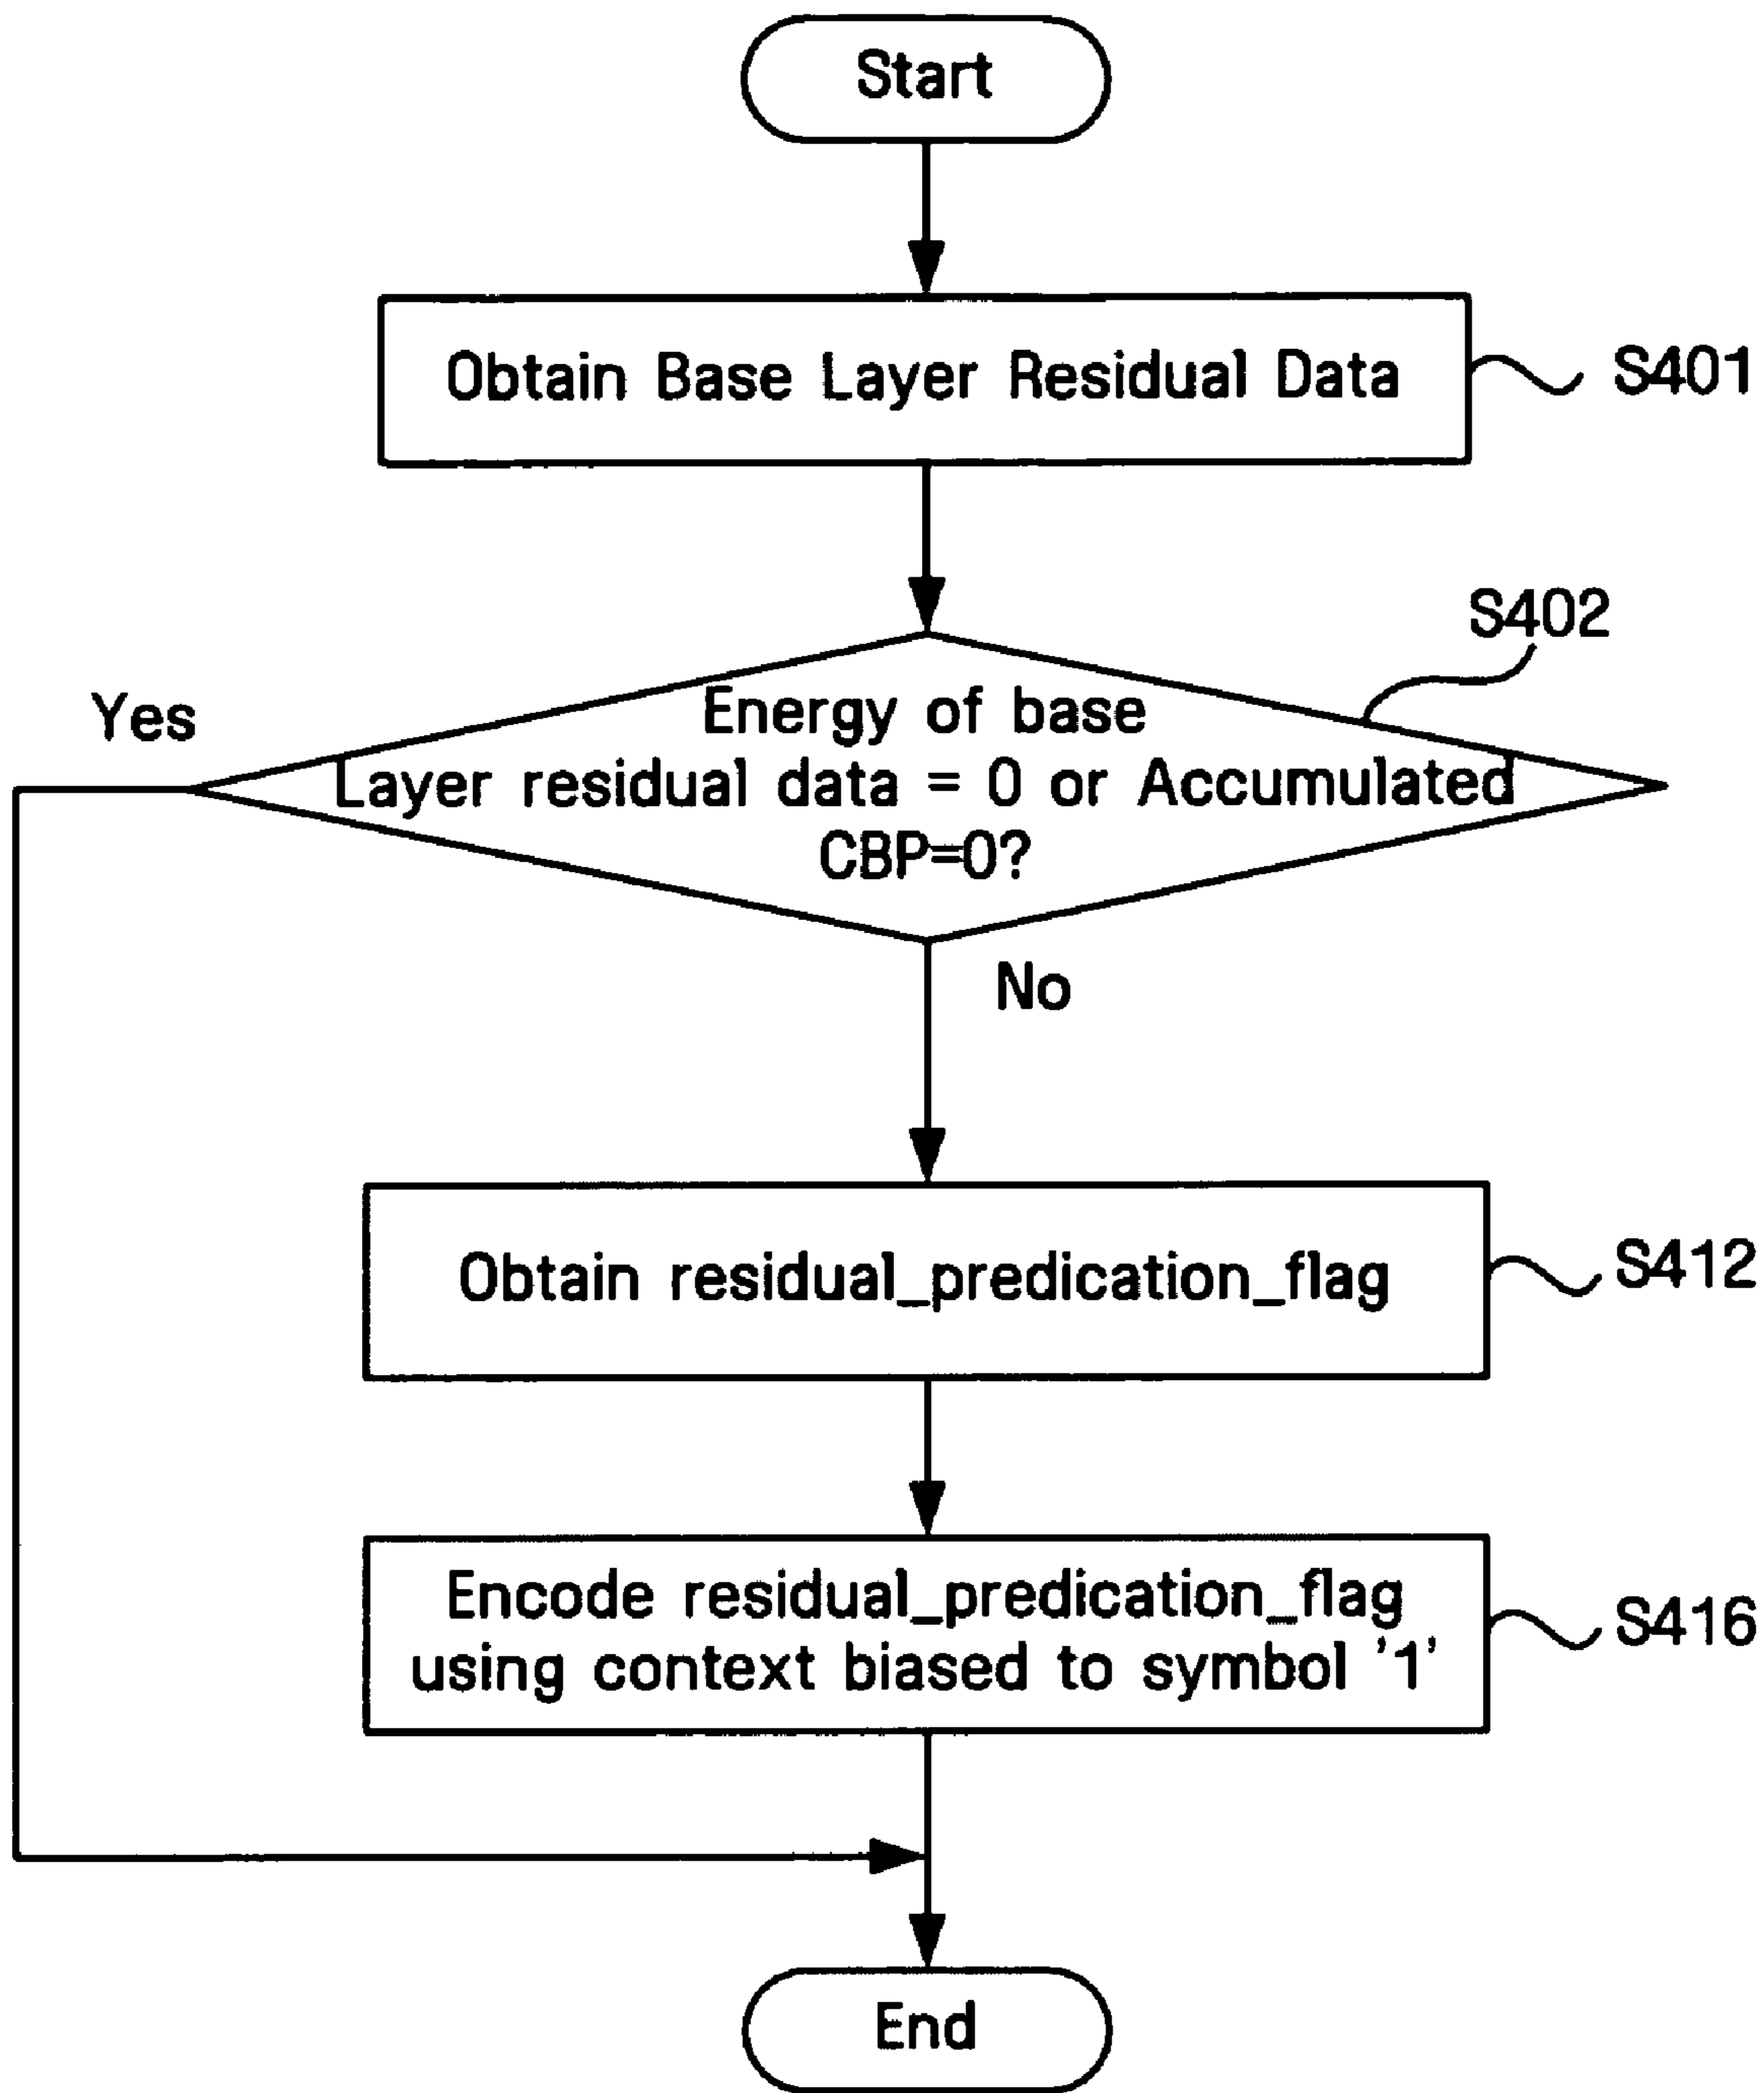 Start
Obtain Base Layer Residual Data
S401
S402
Yes
Energy of base
Layer residual data = 0 or Accumulated
CBP=0?
No
Obtain residual_predication_flag
S412
Encode residual_predication_flag
using context biased to symbol '1'
S416
End